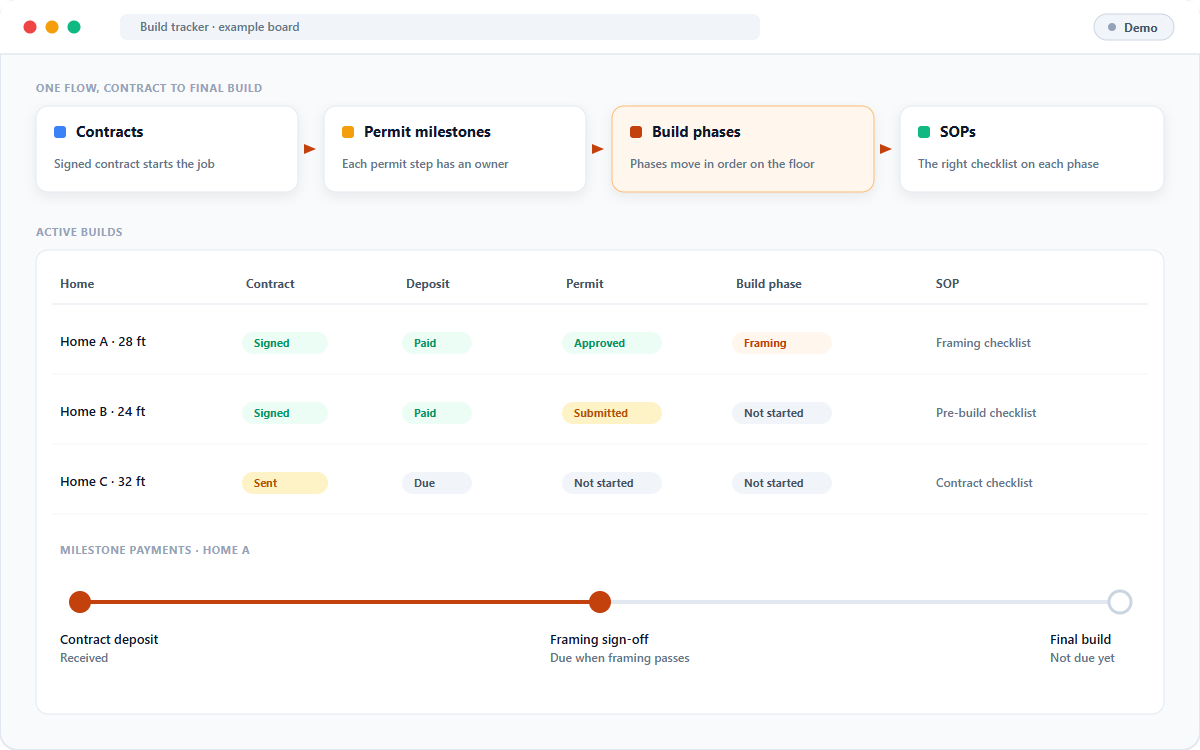 Build tracker · example board
Demo
ONE FLOW, CONTRACT TO FINAL BUILD
Contracts
Signed contract starts the job
Permit milestones
Each permit step has an owner
Build phases
Phases move in order on the floor
SOPs
The right checklist on each phase
ACTIVE BUILDS
Home Contract Deposit Permit Build phase SOP
Home A · 28 ft Signed Paid Approved Framing Framing checklist
Home B · 24 ft Signed Paid Submitted Not started Pre-build checklist
Home C · 32 ft Sent Due Not started Not started Contract checklist
MILESTONE PAYMENTS · HOME A
Contract deposit
Received
Framing sign-off
Due when framing passes
Final build
Not due yet